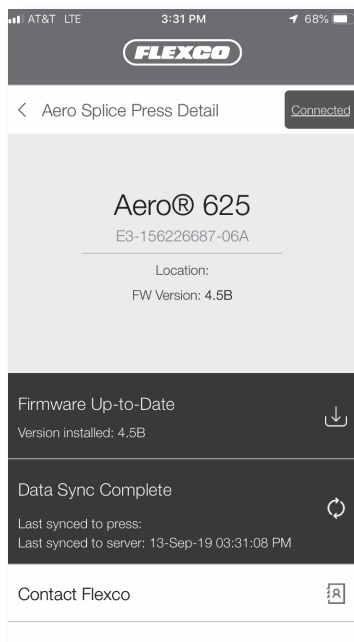 AT&T LTE 3:31 PM 68%
FLEXCO
Aero Splice Press Detail Connected
Aero® 625
E3-156226687-06A
Location:
FW Version: 4.5B
Firmware Up-to-Date
Version installed: 4.5B
Data Sync Complete
Last synced to press:
Last synced to server: 13-Sep-19 03:31:08 PM
Contact Flexco